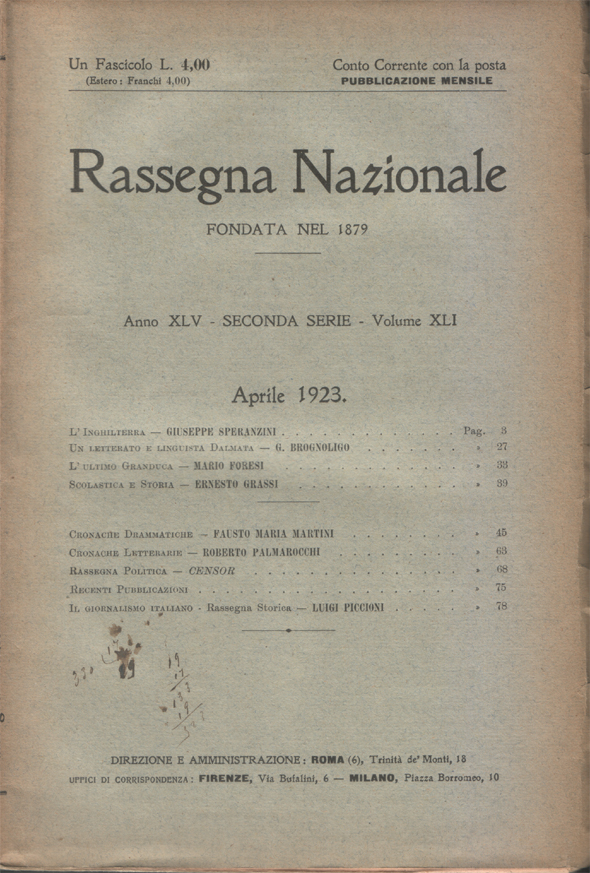 Un Fascicolo L. 4,00
(Estero: Franchi 4,00)
Conto Corrente con la posta
PUBBLICAZIONE MENSILE
Rassegna Nazionale
FONDATA NEL 1879
Anno XLV - SECONDA SERIE - Volume XLI
Aprile 1923.
L' INGHILTERRA — GIUSEPPE SPERANZINI . . . . . . . . . . . Pag. 3
UN LETTERATO E LINGUISTA DALMATA — G. BROGNOLIGO . . . . . . . » 27
L' ULTIMO GRANDUCA — MARIO FORESI . . . . . . . . . . . » 33
SCOLASTICA E STORIA — ERNESTO GRASSI . . . . . . . . . . » 39
CRONACHE DRAMMATICHE — FAUSTO MARIA MARTINI . . . . . . . . » 45
CRONACHE LETTERARIE — ROBERTO PALMAROCCHI . . . . . . . . » 63
RASSEGNA POLITICA — CENSOR . . . . . . . . . . . . » 68
RECENTI PUBBLICAZIONI . . . . . . . . . . . . . . » 75
IL GIORNALISMO ITALIANO - Rassegna Storica — LUIGI PICCIONI . . . . . » 78
19
17
DIREZIONE E AMMINISTRAZIONE: ROMA (6), Trinità de' Monti, 18
UFFICI DI CORRISPONDENZA: FIRENZE, Via Bufalini, 6 — MILANO, Piazza Borromeo, 10